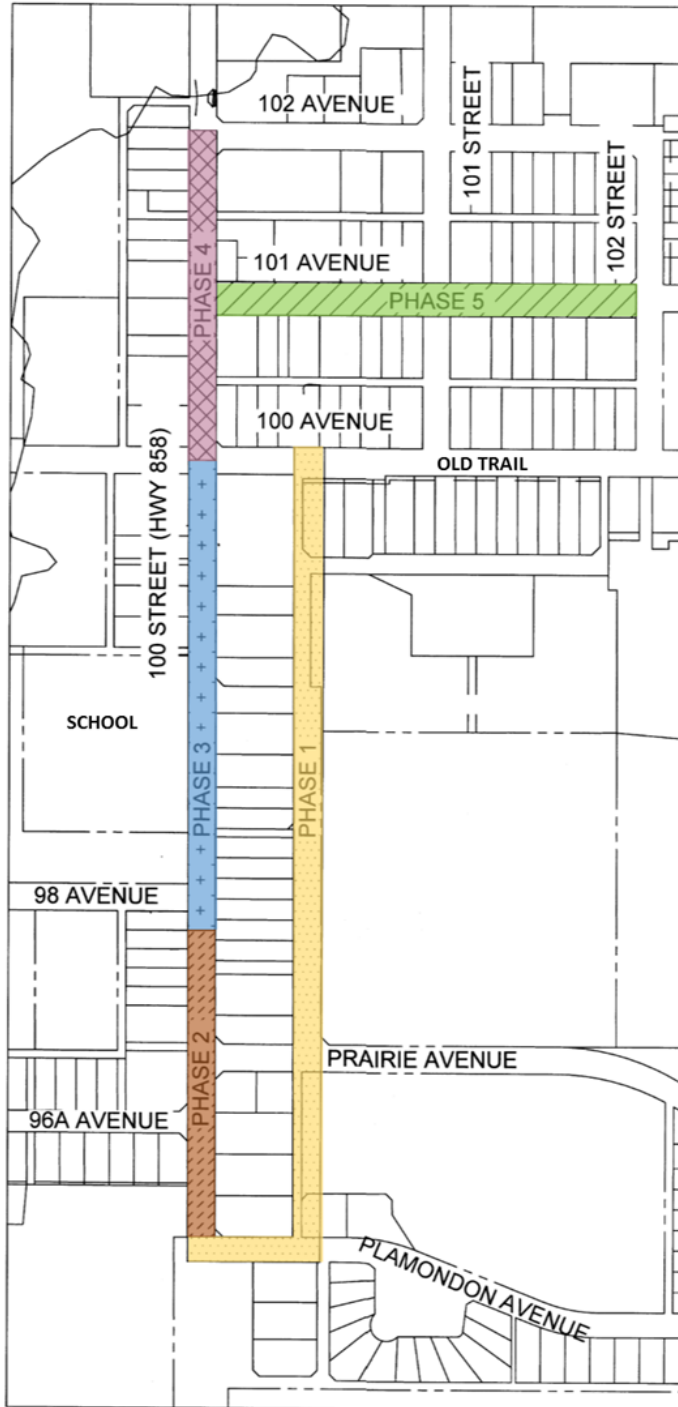 102 AVENUE
101 STREET
102 STREET
PHASE 4
101 AVENUE
PHASE 5
100 AVENUE
OLD TRAIL
100 STREET (HWY 858)
SCHOOL
PHASE 3
PHASE 1
98 AVENUE
PHASE 2
PRAIRIE AVENUE
96A AVENUE
PLAMONDON AVENUE